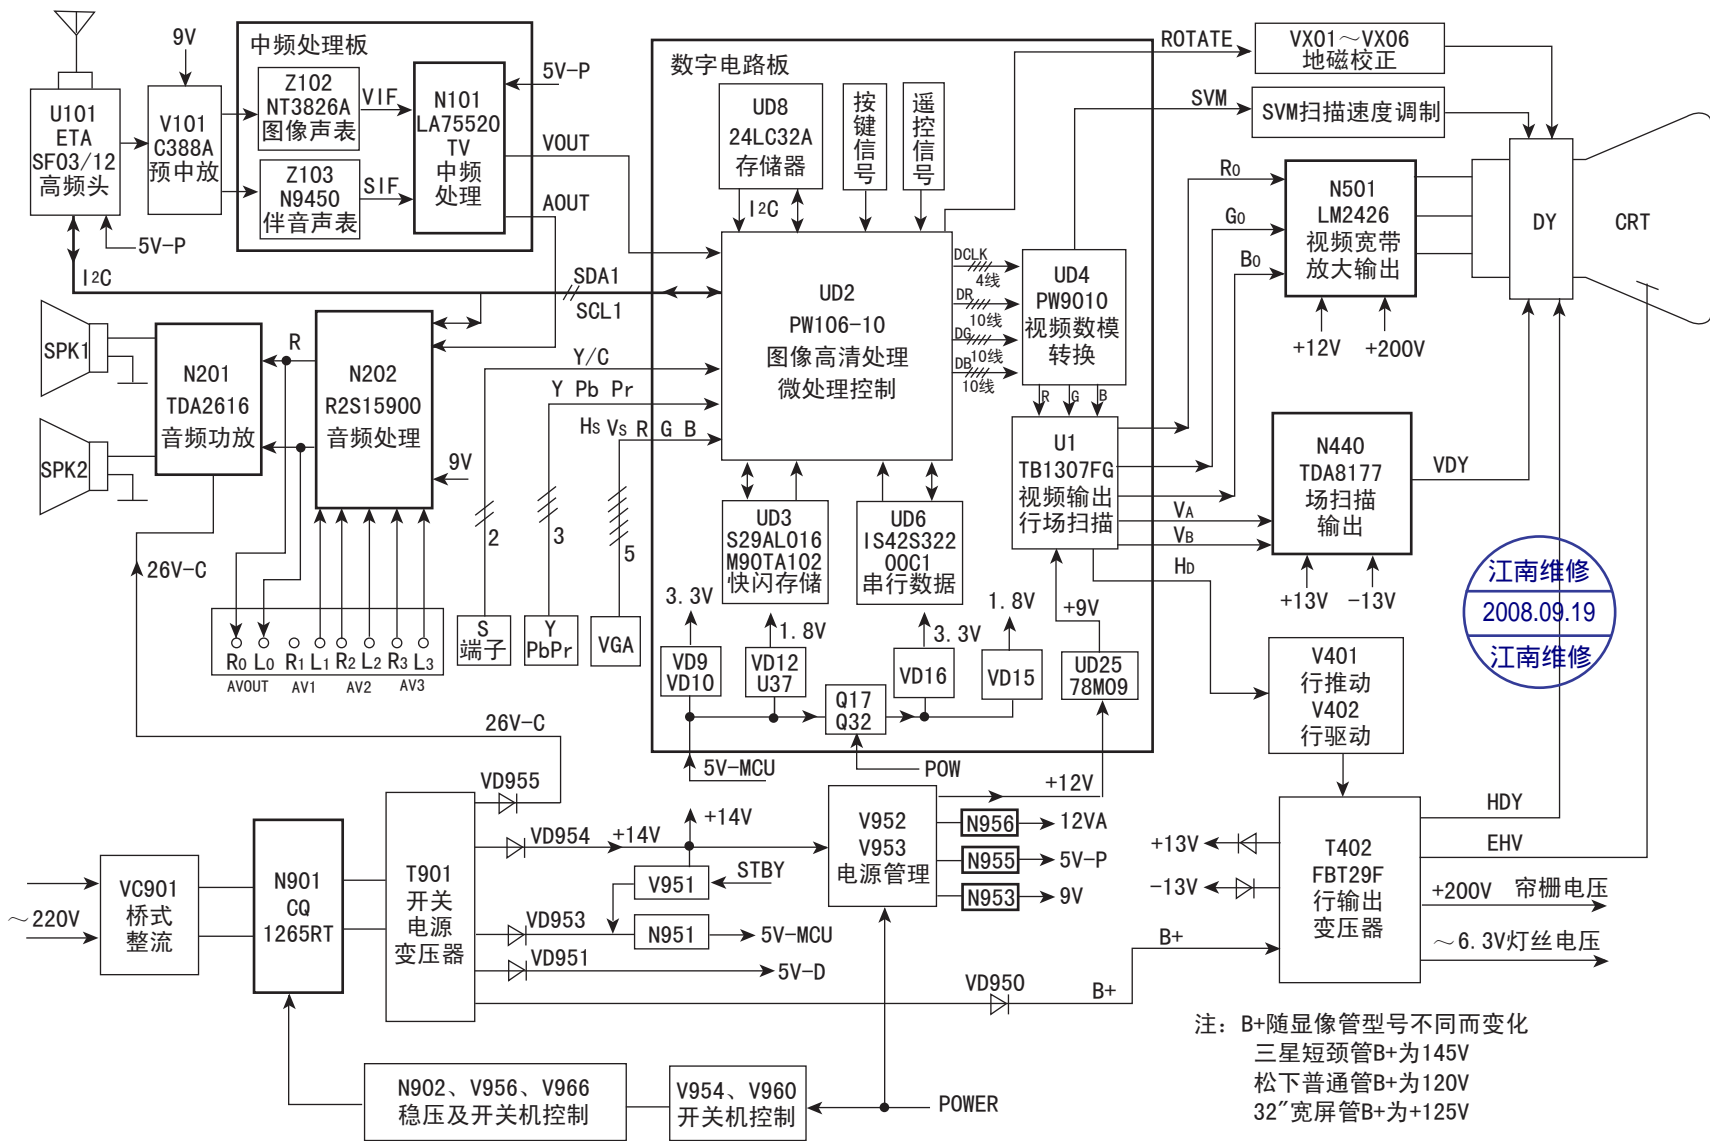 9V
中频处理板
5V-P
U101
ETA
SF03/12
高频头
V101
C388A
预中放
Z102
NT3826A
图像声表
VIF
Z103
N9450
伴音声表
SIF
N101
LA75520
TV
中频
处理
VOUT
AOUT
5V-P
I²C
SDA1
SCL1
数字电路板
UD8
24LC32A
存储器
I²C
按键信号
遥控信号
UD2
PW106-10
图像高清处理
微处理控制
DCLK
4线
DR
10线
DG
10线
DB
10线
UD4
PW9010
视频数模
转换
R G B
U1
TB1307FG
视频输出
行场扫描
ROTATE
VX01～VX06
地磁校正
SVM
SVM扫描速度调制
R0
G0
B0
N501
LM2426
视频宽带
放大输出
+12V
+200V
DY
CRT
N440
TDA8177
场扫描
输出
VDY
+13V
-13V
VA
VB
HD
SPK1
SPK2
N201
TDA2616
音频功放
R
N202
R2S15900
音频处理
9V
Y/C
Y Pb Pr
Hs Vs R G B
2
3
5
S
端子
Y
PbPr
VGA
26V-C
R0 L0 R1 L1 R2 L2 R3 L3
AVOUT AV1 AV2 AV3
UD3
S29AL016
M90TA102
快闪存储
UD6
IS42S322
00C1
串行数据
3.3V
1.8V
3.3V
1.8V
+9V
VD9
VD10
VD12
U37
Q17
Q32
VD16
VD15
UD25
78M09
5V-MCU
POW
+12V
江南维修
2008.09.19
江南维修
V401
行推动
V402
行驱动
26V-C
VD955
VD954
+14V
+14V
V951
STBY
VD953
N951
5V-MCU
VD951
5V-D
VD950
B+
B+
～220V
VC901
桥式
整流
N901
CQ
1265RT
T901
开关
电源
变压器
V952
V953
电源管理
N956
12VA
N955
5V-P
N953
9V
+13V
-13V
T402
FBT29F
行输出
变压器
HDY
EHV
+200V 帘栅电压
～6.3V灯丝电压
N902、V956、V966
稳压及开关机控制
V954、V960
开关机控制
POWER
注：B+随显像管型号不同而变化
三星短颈管B+为145V
松下普通管B+为120V
32″宽屏管B+为+125V